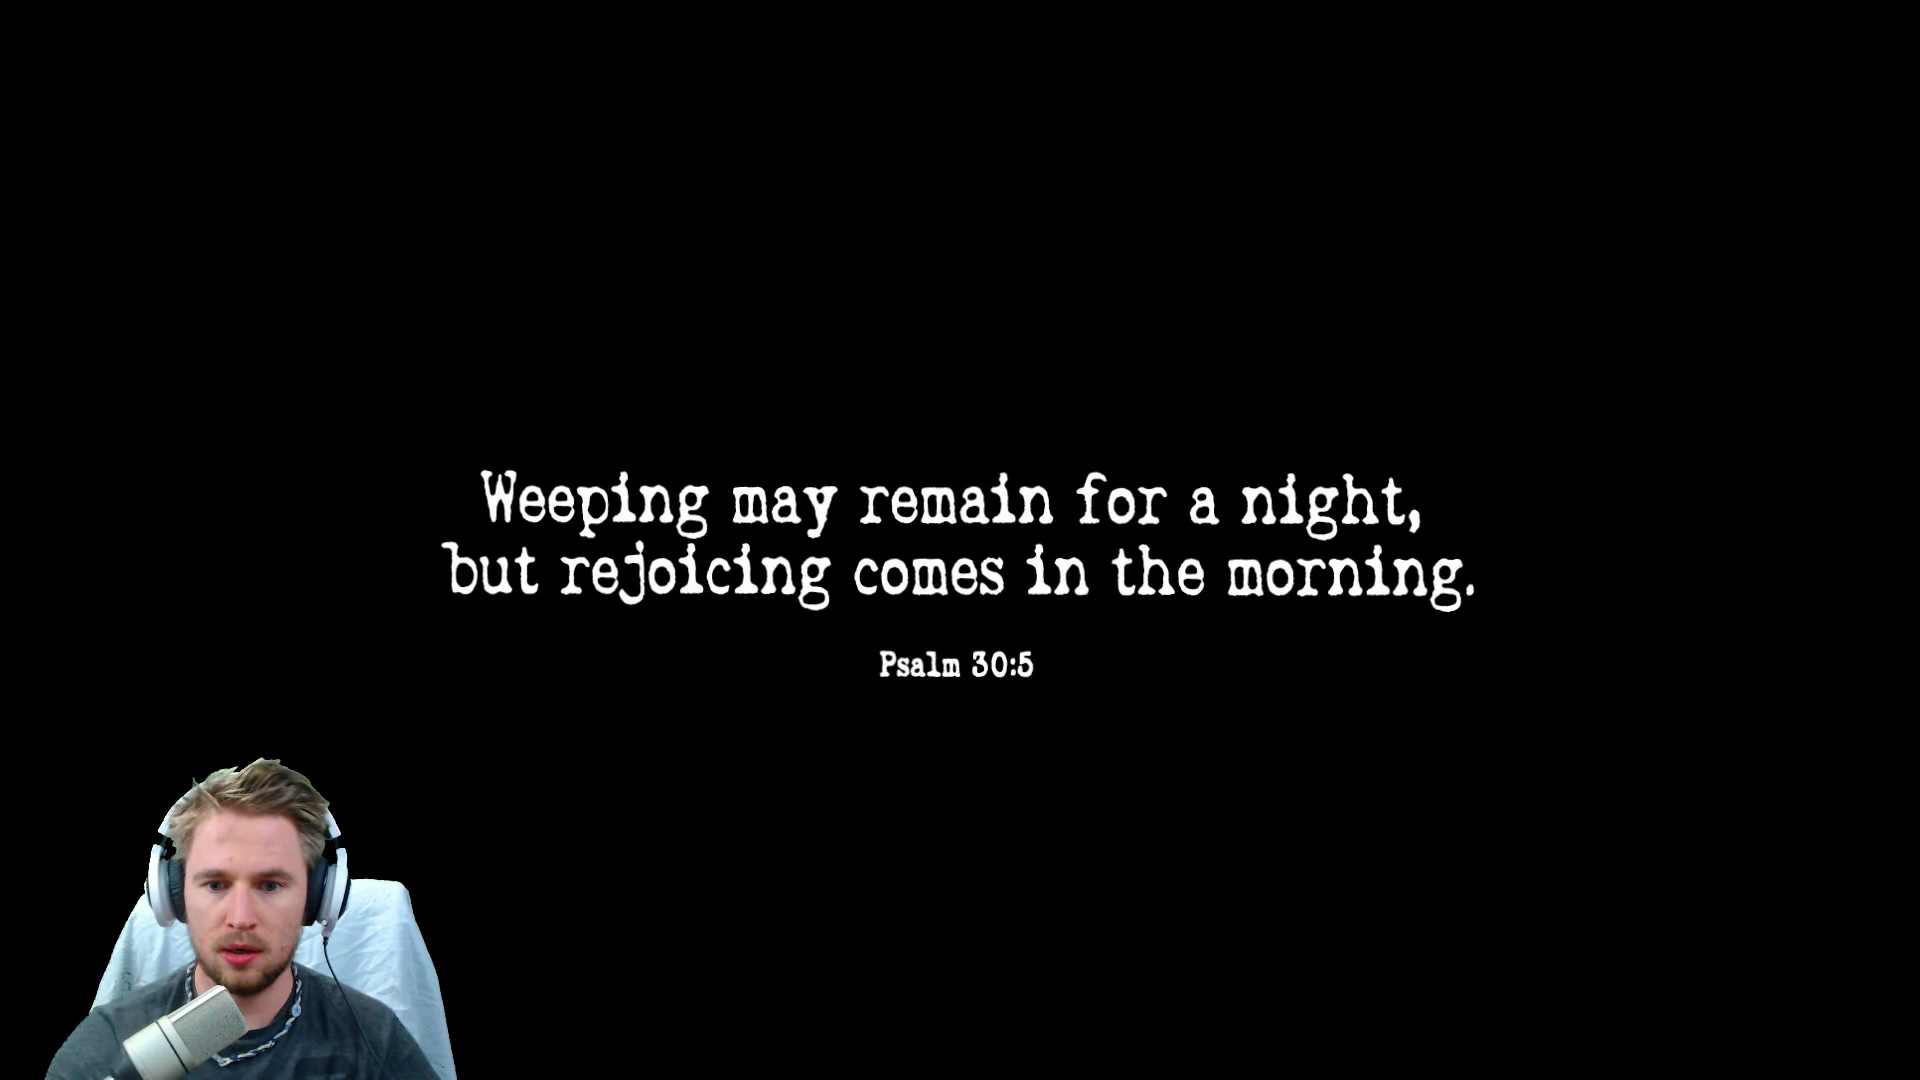 Weeping may remain for a night,
but rejoicing comes in the morning.
Psalm 30:5